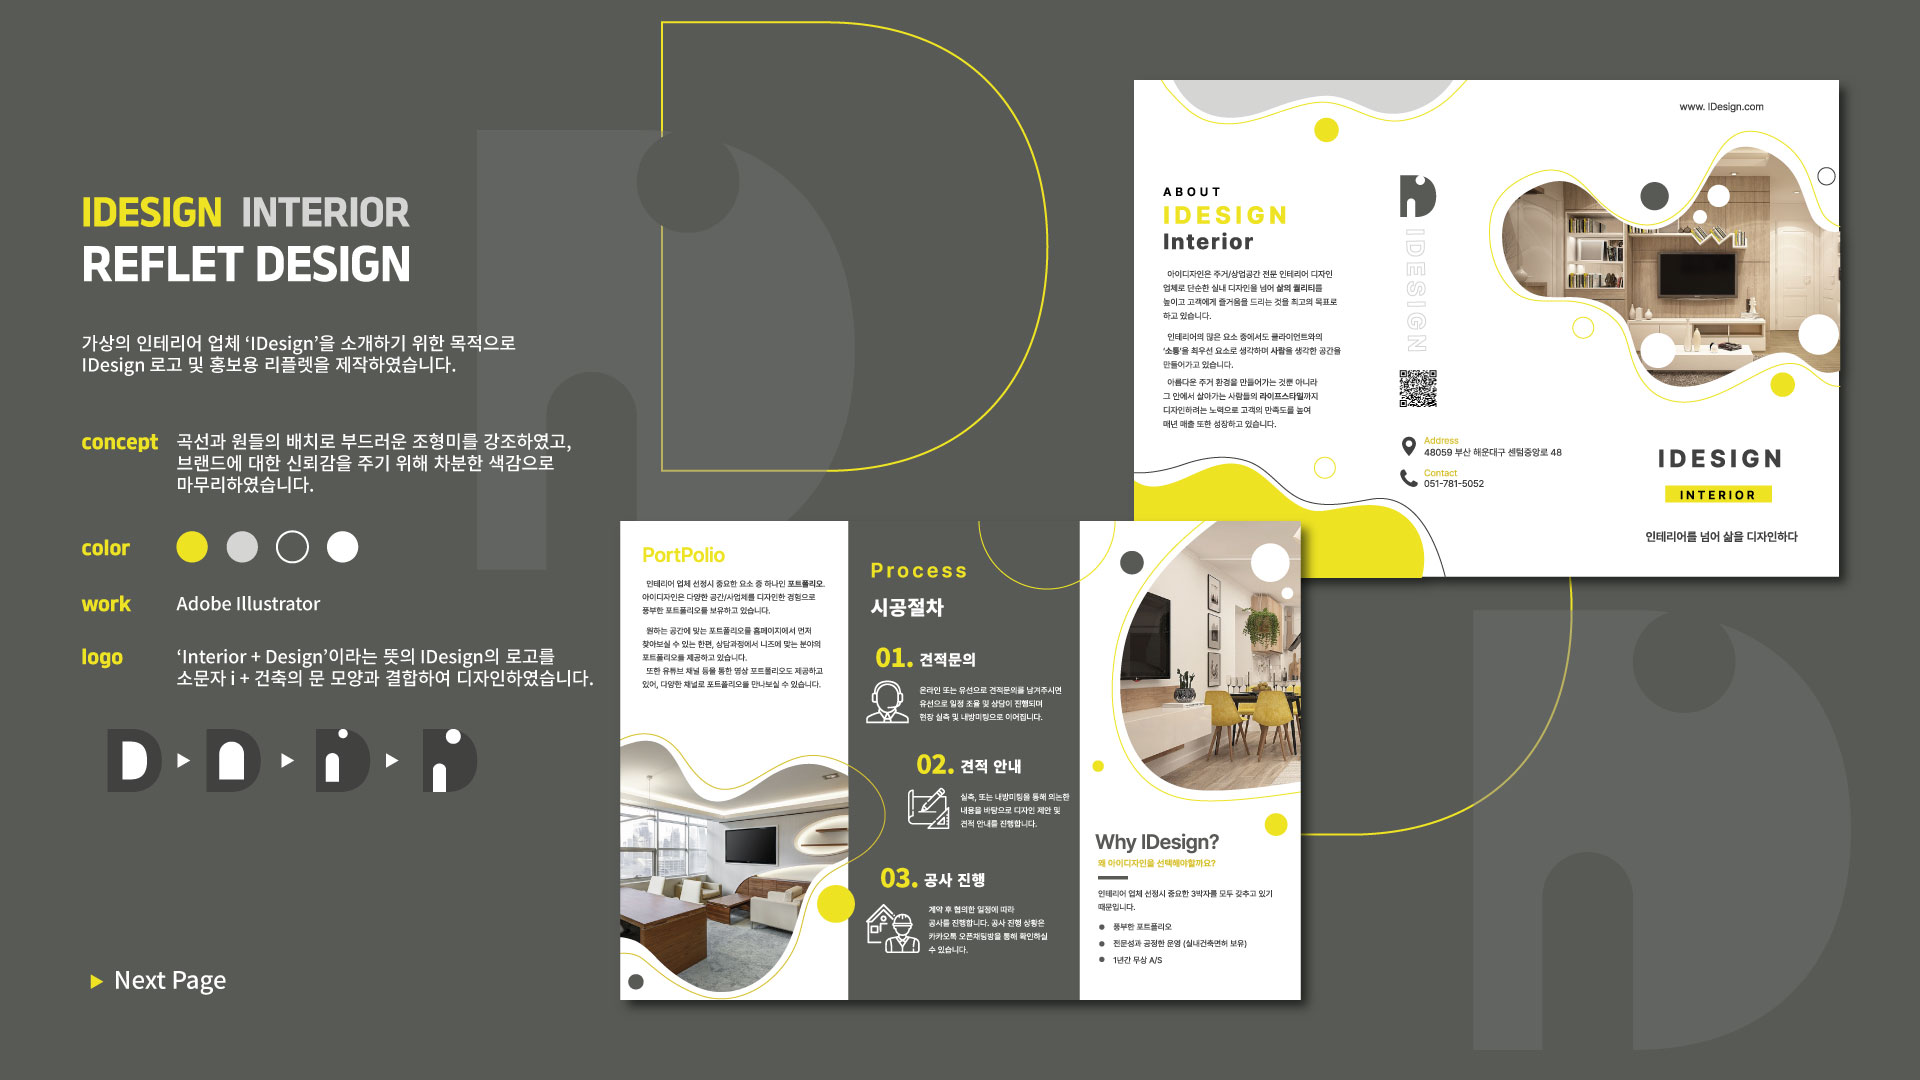 IDESIGN INTERIOR
REFLET DESIGN
가상의 인테리어 업체 ‘IDesign’을 소개하기 위한 목적으로
IDesign 로고 및 홍보용 리플렛을 제작하였습니다.
concept
곡선과 원들의 배치로 부드러운 조형미를 강조하였고,
브랜드에 대한 신뢰감을 주기 위해 차분한 색감으로
마무리하였습니다.
color
work
Adobe Illustrator
logo
‘Interior + Design’이라는 뜻의 IDesign의 로고를
소문자 i + 건축의 문 모양과 결합하여 디자인하였습니다.
Next Page
ABOUT
IDESIGN
Interior
아이디자인은 주거/상업공간 전문 인테리어 디자인
업체로 단순한 실내 디자인을 넘어 삶의 퀄리티를
높이고 고객에게 즐거움을 드리는 것을 최고의 목표로
하고 있습니다.
인테리어의 많은 요소 중에서도 클라이언트와의
‘소통’을 최우선 요소로 생각하며 사람을 생각한 공간을
만들어가고 있습니다.
아름다운 주거 환경을 만들어가는 것뿐 아니라
그 안에서 살아가는 사람들의 라이프스타일까지
디자인하려는 노력으로 고객의 만족도를 높여
매년 매출 또한 성장하고 있습니다.
IDESIGN
Address
48059 부산 해운대구 센텀중앙로 48
Contact
051-781-5052
www. IDesign.com
IDESIGN
INTERIOR
인테리어를 넘어 삶을 디자인하다
PortPolio
인테리어 업체 선정시 중요한 요소 중 하나인 포트폴리오.
아이디자인은 다양한 공간/사업체를 디자인한 경험으로
풍부한 포트폴리오를 보유하고 있습니다.
원하는 공간에 맞는 포트폴리오를 홈페이지에서 먼저
찾아보실 수 있는 한편, 상담과정에서 니즈에 맞는 분야의
포트폴리오를 제공하고 있습니다.
또한 유튜브 채널 등을 통한 영상 포트폴리오도 제공하고
있어, 다양한 채널로 포트폴리오를 만나보실 수 있습니다.
Process
시공절차
01. 견적문의
온라인 또는 유선으로 견적문의를 남겨주시면
유선으로 일정 조율 및 상담이 진행되며
현장 실측 및 내방미팅으로 이어집니다.
02. 견적 안내
실측, 또는 내방미팅을 통해 의논한
내용을 바탕으로 디자인 제안 및
견적 안내를 진행합니다.
03. 공사 진행
계약 후 협의한 일정에 따라
공사를 진행합니다. 공사 진행 상황은
카카오톡 오픈채팅방을 통해 확인하실
수 있습니다.
Why IDesign?
왜 아이디자인을 선택해야할까요?
인테리어 업체 선정시 중요한 3박자를 모두 갖추고 있기
때문입니다.
풍부한 포트폴리오
전문성과 공정한 운영 (실내건축면허 보유)
1년간 무상 A/S